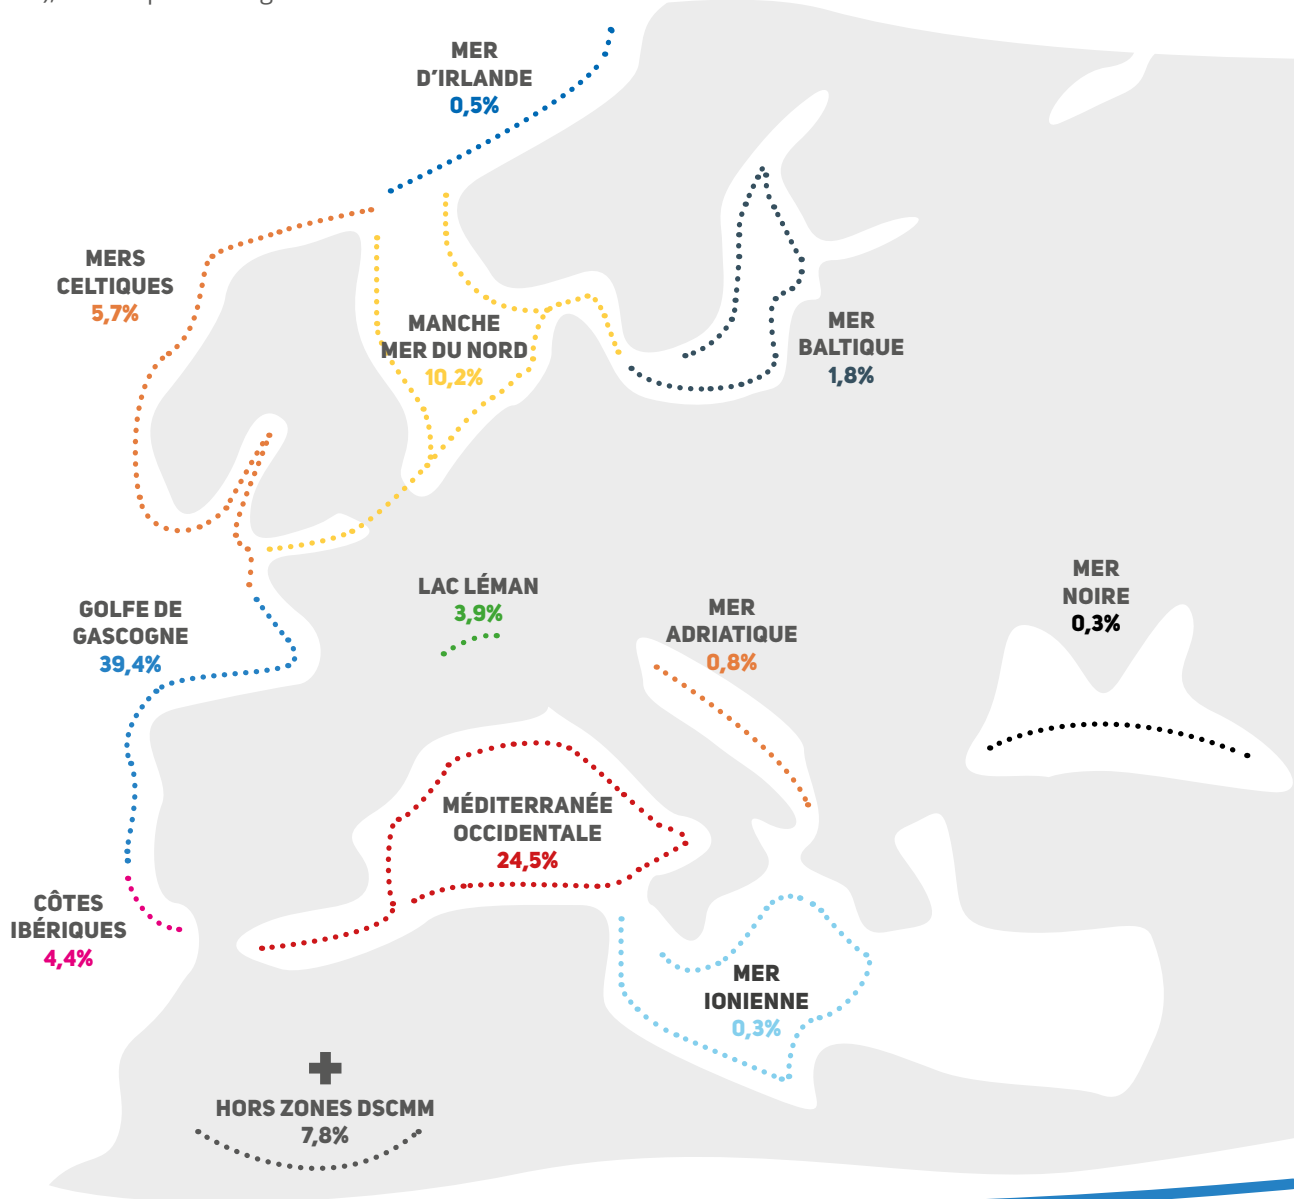 MER
D'IRLANDE
0,5%
MERS
CELTIQUES
5,7%
MANCHE
MER DU NORD
10,2%
MER
BALTIQUE
1,8%
GOLFE DE
GASCOGNE
39,4%
LAC LÉMAN
3,9%
MER
ADRIATIQUE
0,8%
MER
NOIRE
0,3%
MÉDITERRANÉE
OCCIDENTALE
24,5%
CÔTES
IBÉRIQUES
4,4%
MER
IONIENNE
0,3%
HORS ZONES DSCMM
7,8%